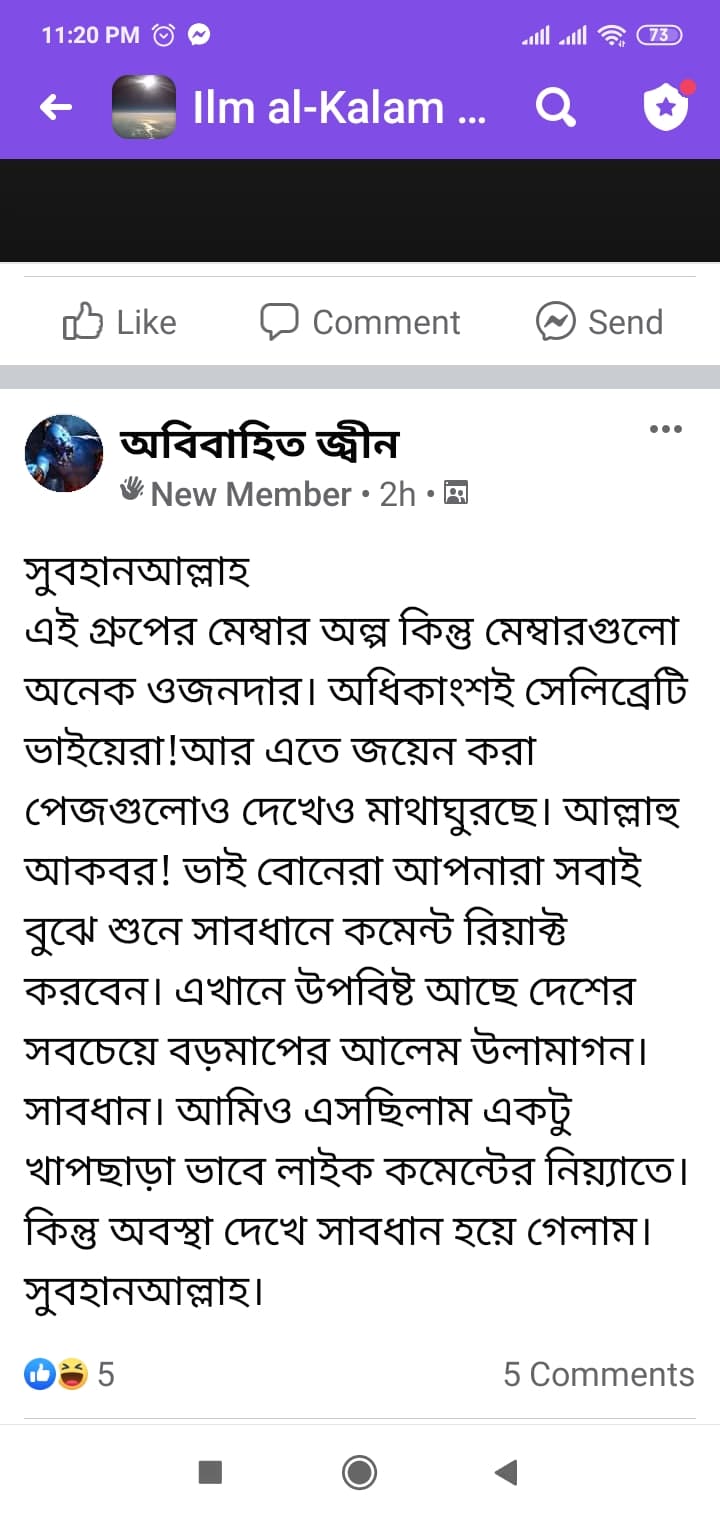 11:20 PM 73
Ilm al-Kalam ...
Like Comment Send
অবিবাহিত জ্বীন
New Member • 2h •
সুবহানআল্লাহ
এই গ্রুপের মেম্বার অল্প কিন্তু মেম্বারগুলো
অনেক ওজনদার। অধিকাংশই সেলিব্রেটি
ভাইয়েরা!আর এতে জয়েন করা
পেজগুলোও দেখেও মাথাঘুরছে। আল্লাহু
আকবর! ভাই বোনেরা আপনারা সবাই
বুঝে শুনে সাবধানে কমেন্ট রিয়াক্ট
করবেন। এখানে উপবিষ্ট আছে দেশের
সবচেয়ে বড়মাপের আলেম উলামাগন।
সাবধান। আমিও এসছিলাম একটু
খাপছাড়া ভাবে লাইক কমেন্টের নিয়্যাতে।
কিন্তু অবস্থা দেখে সাবধান হয়ে গেলাম।
সুবহানআল্লাহ।
5 5 Comments